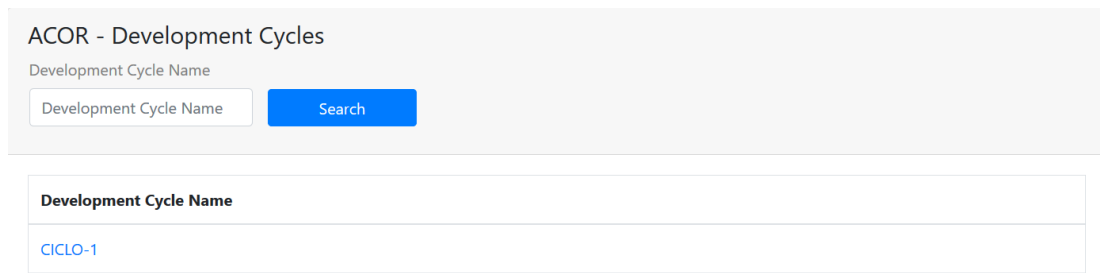 ACOR - Development Cycles
Development Cycle Name
Development Cycle Name Search
Development Cycle Name
CICLO-1